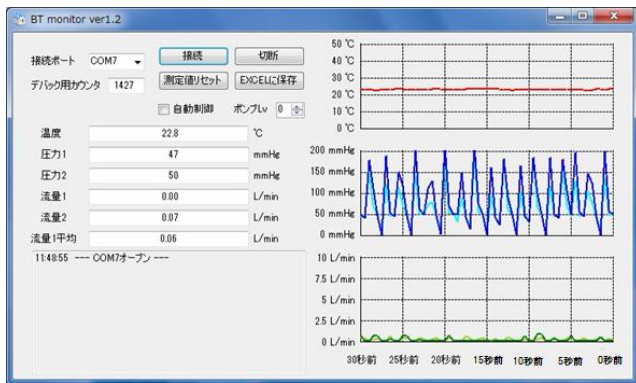 BT monitor ver1.2
接続ポート COM7 接続 切断
デバック用カウンタ 1427 測定値リセット EXCELに保存
自動制御 ポンプLv 0
温度 22.8 ℃
圧力1 47 mmHg
圧力2 50 mmHg
流量1 0.00 L/min
流量2 0.07 L/min
流量1平均 0.06 L/min
11:48:55 --- COM7オープン ---
50 ℃
40 ℃
30 ℃
20 ℃
10 ℃
0 ℃
200 mmHg
150 mmHg
100 mmHg
50 mmHg
0 mmHg
10 L/min
7.5 L/min
5 L/min
2.5 L/min
0 L/min
30秒前 25秒前 20秒前 15秒前 10秒前 5秒前 0秒前